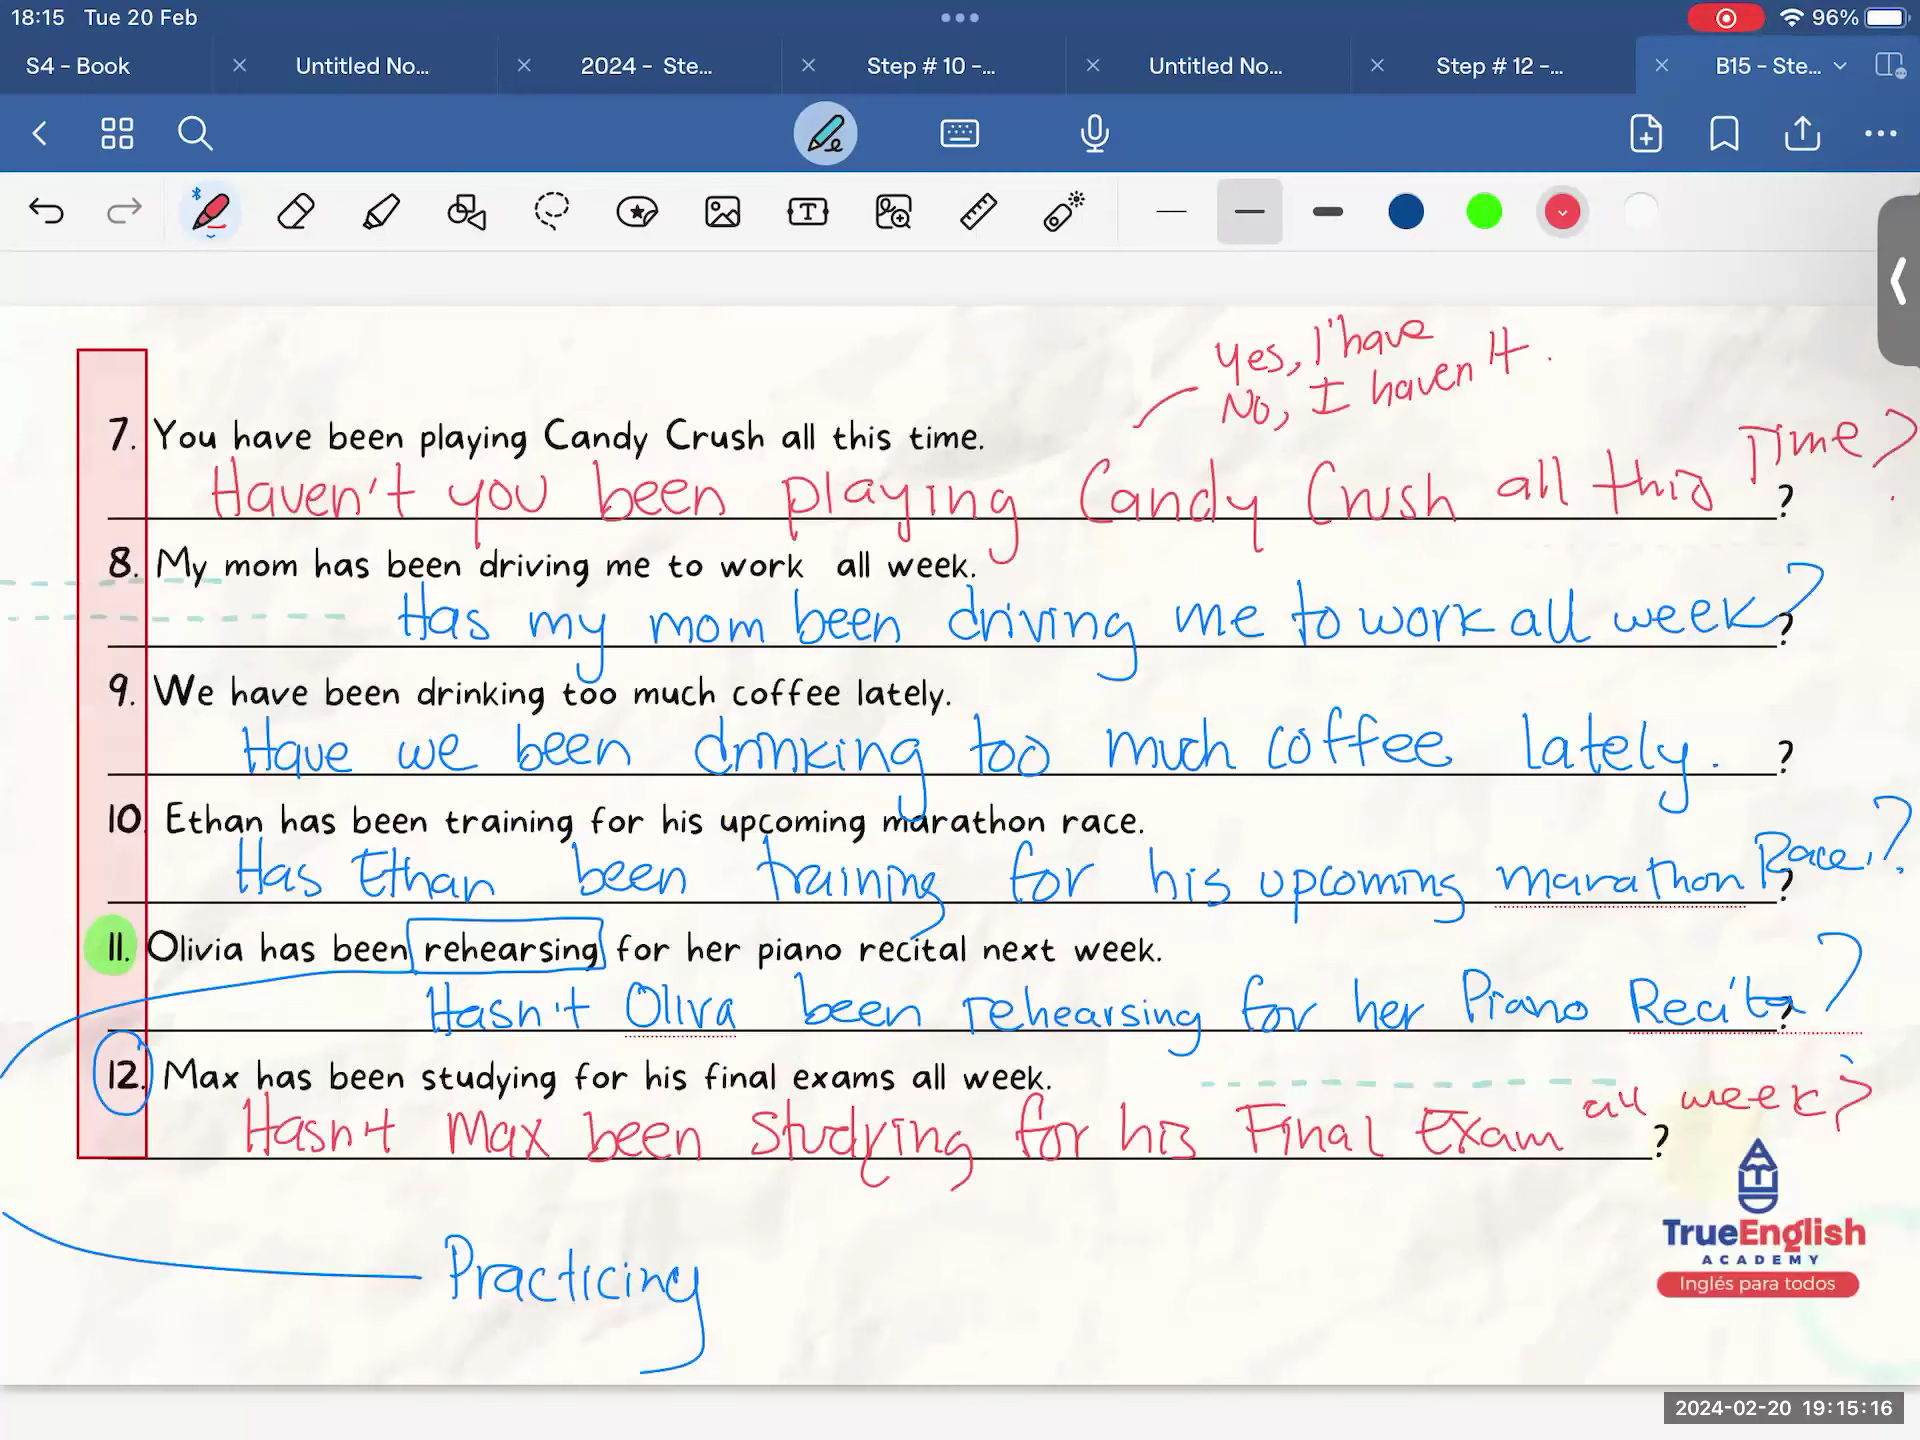 18:15 Tue 20 Feb 96%
S4 - Book Untitled No... 2024 - Ste... Step # 10 -... Untitled No... Step # 12 -... B15 - Ste...
Yes, I have
No, I haven't.
7. You have been playing Candy Crush all this time.
Haven't you been playing Candy Crush all this Time? ?
8. My mom has been driving me to work all week.
Has my mom been driving me to work all week? ?
9. We have been drinking too much coffee lately.
Have we been drinking too much coffee lately. ?
10. Ethan has been training for his upcoming marathon race.
Has Ethan been training for his upcoming marathon Race? ?
11. Olivia has been rehearsing for her piano recital next week.
Hasn't Oliva been rehearsing for her Piano Recita? ?
12. Max has been studying for his final exams all week.
Hasn't Max been Studying for his Final Exam all week? ?
Practicing
TrueEnglish
ACADEMY
Inglés para todos
2024-02-20 19:15:16